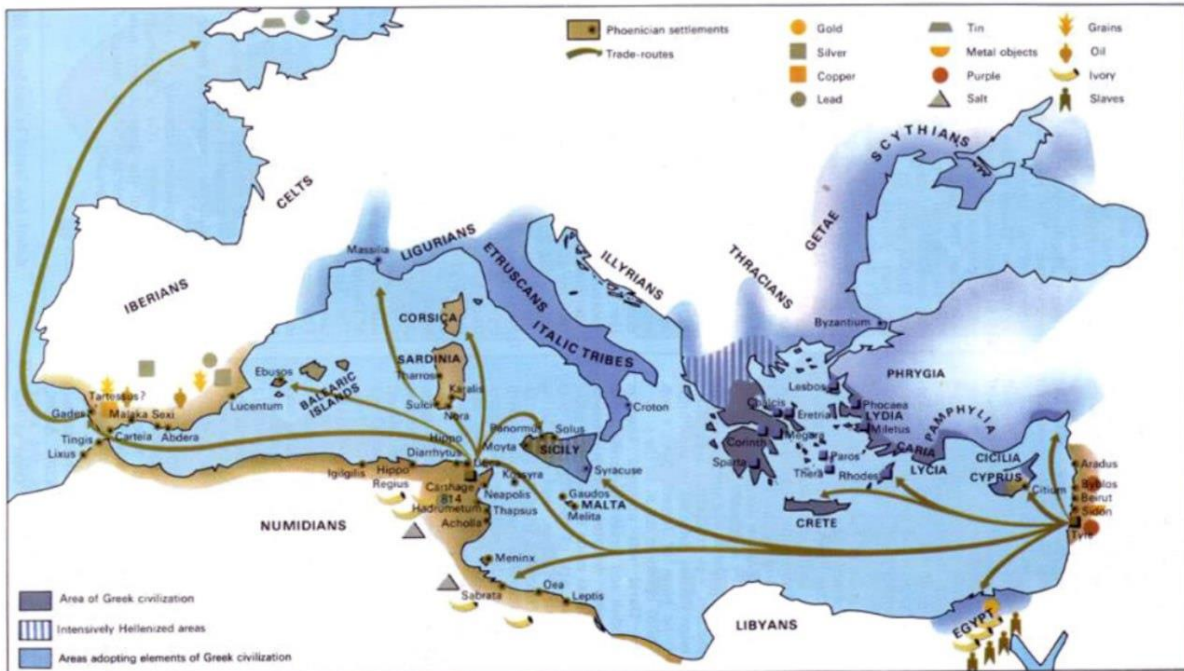 Phoenician settlements
Trade-routes
Gold
Silver
Copper
Lead
Tin
Metal objects
Purple
Salt
Grains
Oil
Ivory
Slaves
SCYTHIANS
GETAE
CELTS
IBERIANS
Massilia
LIGURIANS
ETRUSCANS
ITALIC TRIBES
ILLYRIANS
THRACIANS
Byzantium
PHRYGIA
CORSICA
SARDINIA
Tharros
Karalis
Sulci
Nora
Ebusos
BALEARIC
ISLANDS
Lucentum
Tartessus?
Gades
Malaka
Sexi
Abdera
Carteia
Tingis
Lixus
Croton
Panormus
Solus
Moyta
SICILY
Syracuse
Hippo
Diarrhytus
Igilgilis
Hippo
Regius
Carthage
814
Hadrumetum
Acholla
Neapolis
Thapsus
Kossyra
Gaudos
MALTA
Melita
Meninx
Sabrata
Oea
Leptis
NUMIDIANS
LIBYANS
Lesbos
Chalcis
Eretria
Phocaea
LYDIA
Miletus
Corinth
Megara
Sparta
Paros
Thera
Rhodes
CARIA
LYCIA
PAMPHYLIA
CICILIA
CYPRUS
Citium
CRETE
Aradus
Byblos
Beirut
Sidon
Tyre
EGYPT
Area of Greek civilization
Intensively Hellenized areas
Areas adopting elements of Greek civilization